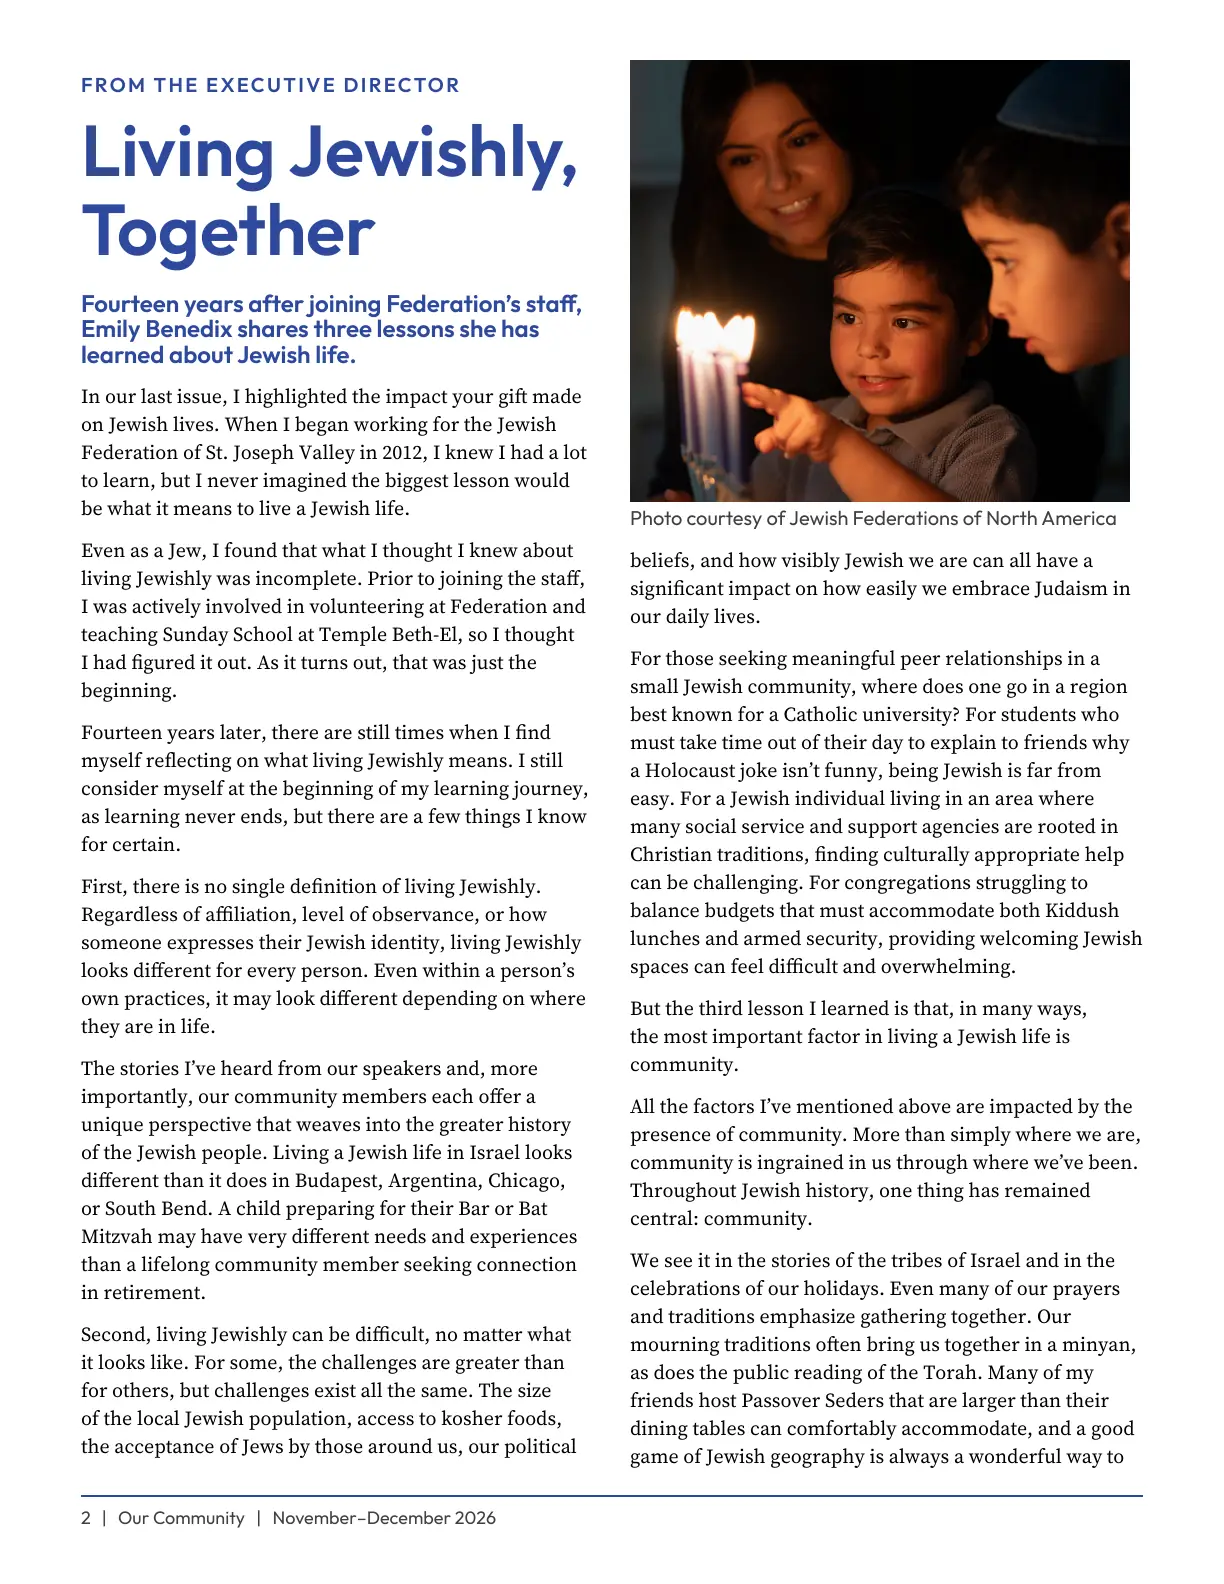 FROM THE EXECUTIVE DIRECTOR
Living Jewishly,
Together
Fourteen years after joining Federation’s staff,
Emily Benedix shares three lessons she has
learned about Jewish life.
In our last issue, I highlighted the impact your gift made
on Jewish lives. When I began working for the Jewish
Federation of St. Joseph Valley in 2012, I knew I had a lot
to learn, but I never imagined the biggest lesson would
be what it means to live a Jewish life.
Even as a Jew, I found that what I thought I knew about
living Jewishly was incomplete. Prior to joining the staff,
I was actively involved in volunteering at Federation and
teaching Sunday School at Temple Beth-El, so I thought
I had figured it out. As it turns out, that was just the
beginning.
Fourteen years later, there are still times when I find
myself reflecting on what living Jewishly means. I still
consider myself at the beginning of my learning journey,
as learning never ends, but there are a few things I know
for certain.
First, there is no single definition of living Jewishly.
Regardless of affiliation, level of observance, or how
someone expresses their Jewish identity, living Jewishly
looks different for every person. Even within a person’s
own practices, it may look different depending on where
they are in life.
The stories I’ve heard from our speakers and, more
importantly, our community members each offer a
unique perspective that weaves into the greater history
of the Jewish people. Living a Jewish life in Israel looks
different than it does in Budapest, Argentina, Chicago,
or South Bend. A child preparing for their Bar or Bat
Mitzvah may have very different needs and experiences
than a lifelong community member seeking connection
in retirement.
Second, living Jewishly can be difficult, no matter what
it looks like. For some, the challenges are greater than
for others, but challenges exist all the same. The size
of the local Jewish population, access to kosher foods,
the acceptance of Jews by those around us, our political
Photo courtesy of Jewish Federations of North America
beliefs, and how visibly Jewish we are can all have a
significant impact on how easily we embrace Judaism in
our daily lives.
For those seeking meaningful peer relationships in a
small Jewish community, where does one go in a region
best known for a Catholic university? For students who
must take time out of their day to explain to friends why
a Holocaust joke isn’t funny, being Jewish is far from
easy. For a Jewish individual living in an area where
many social service and support agencies are rooted in
Christian traditions, finding culturally appropriate help
can be challenging. For congregations struggling to
balance budgets that must accommodate both Kiddush
lunches and armed security, providing welcoming Jewish
spaces can feel difficult and overwhelming.
But the third lesson I learned is that, in many ways,
the most important factor in living a Jewish life is
community.
All the factors I’ve mentioned above are impacted by the
presence of community. More than simply where we are,
community is ingrained in us through where we’ve been.
Throughout Jewish history, one thing has remained
central: community.
We see it in the stories of the tribes of Israel and in the
celebrations of our holidays. Even many of our prayers
and traditions emphasize gathering together. Our
mourning traditions often bring us together in a minyan,
as does the public reading of the Torah. Many of my
friends host Passover Seders that are larger than their
dining tables can comfortably accommodate, and a good
game of Jewish geography is always a wonderful way to
2 | Our Community | November–December 2026